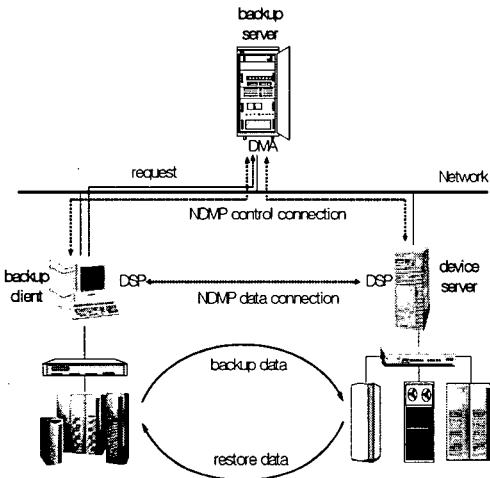 backup
server
DMA
request
Network
NDMP control connection
backup
client
DSP
NDMP data connection
DSP
device
server
backup data
restore data